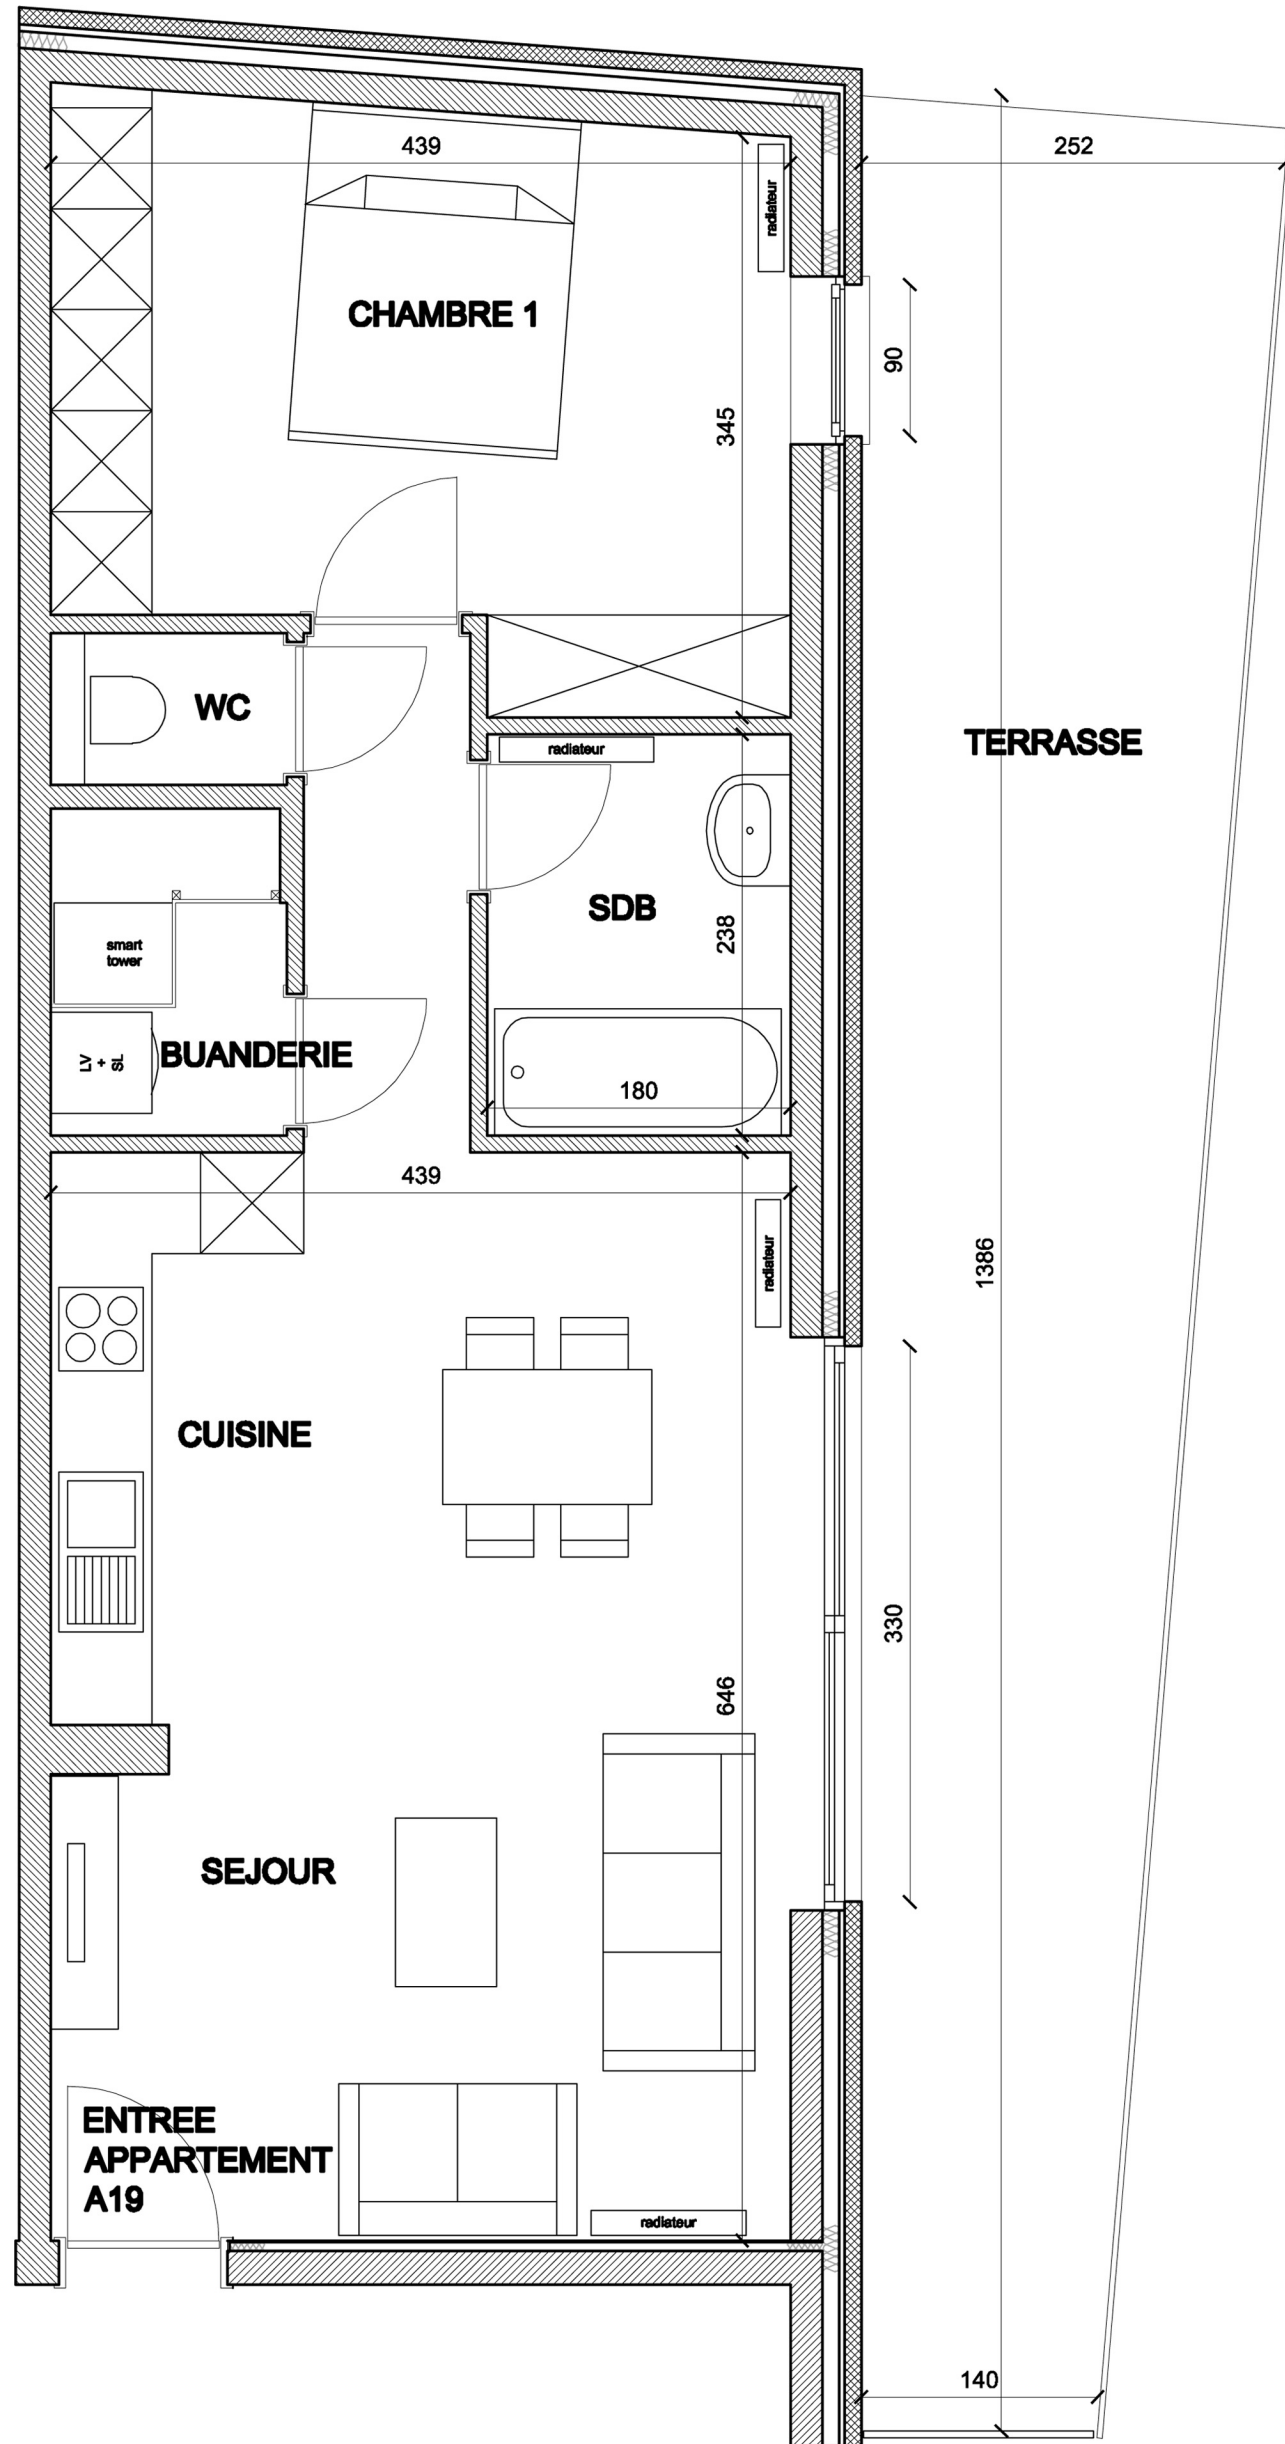 439
252
radiateur
CHAMBRE 1
90
345
WC
TERRASSE
radiateur
SDB
238
smart
tower
LV
+
SL
BUANDERIE
180
439
radiateur
1386
CUISINE
330
646
SEJOUR
ENTREE
APPARTEMENT
A19
radiateur
140